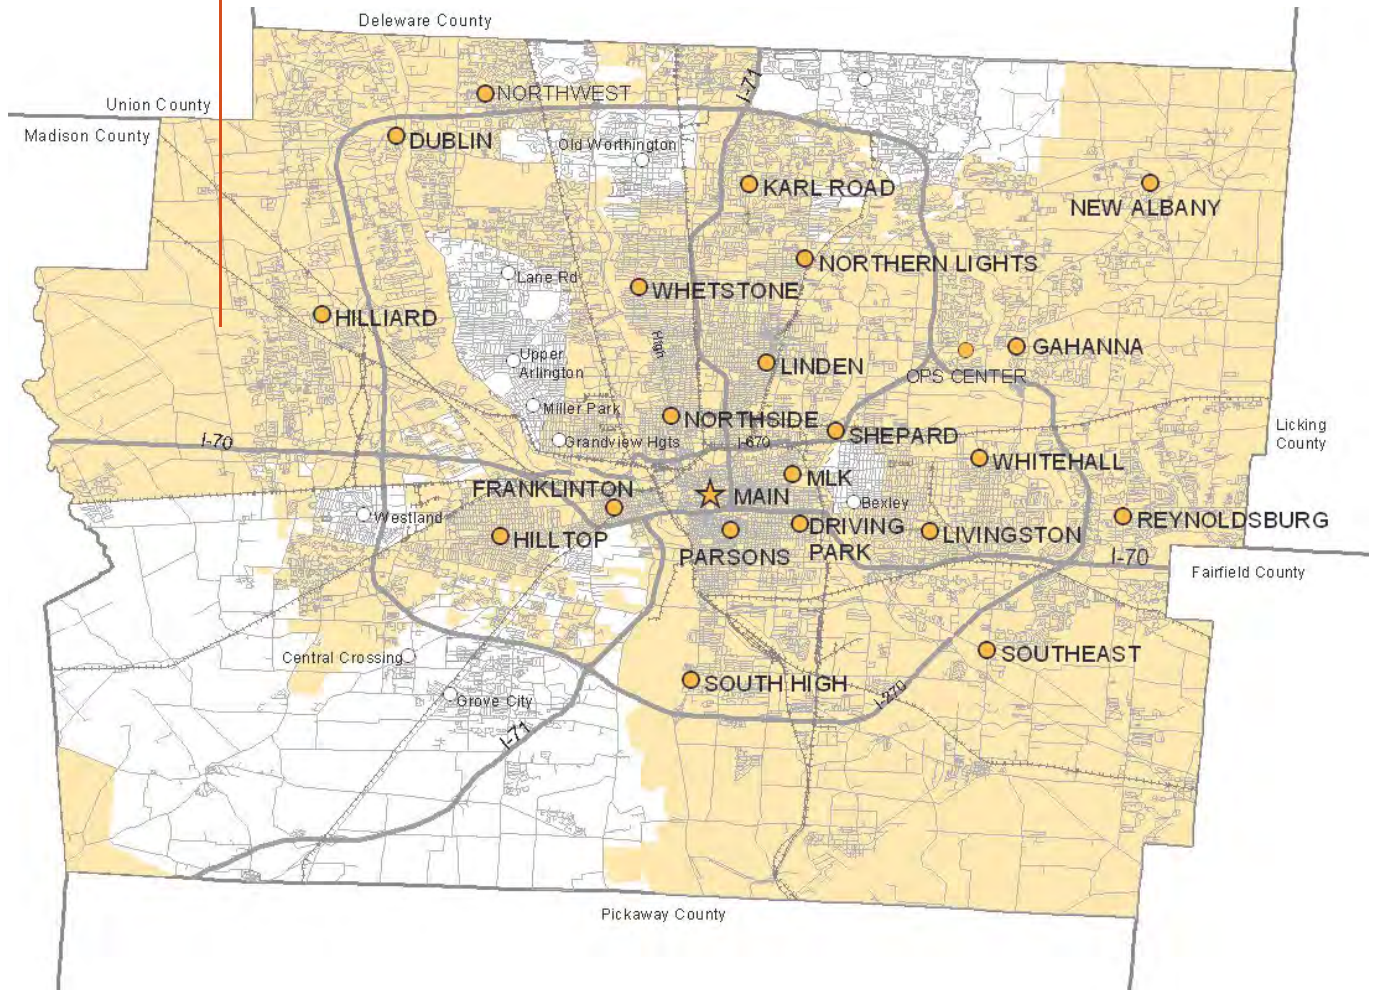 Deleware County
Union County
Madison County
I-71
NORTHWEST
DUBLIN
Old Worthington
KARL ROAD
NEW ALBANY
NORTHERN LIGHTS
Lane Rd
WHETSTONE
HILLIARD
High
GAHANNA
Upper
Arlington
LINDEN
OPS CENTER
Miller Park
NORTHSIDE
Grandview Hgts
I-670
SHEPARD
Licking
County
I-70
WHITEHALL
MLK
FRANKLINTON
MAIN
Bexley
Westland
HILLTOP
PARSONS
DRIVING
PARK
LIVINGSTON
REYNOLDSBURG
I-70
Fairfield County
Central Crossing
SOUTHEAST
SOUTH HIGH
I-270
Grove City
I-71
Pickaway County